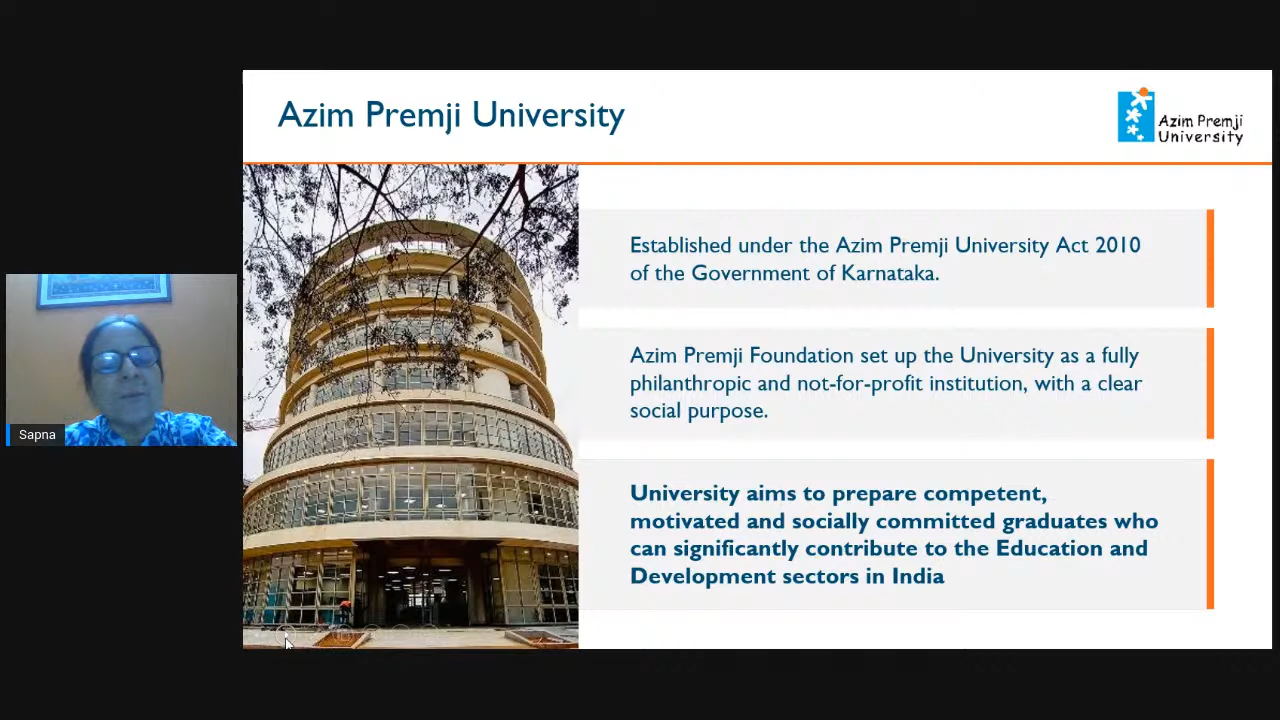 Azim Premji University
Azim Premji
University
Established under the Azim Premji University Act 2010
of the Government of Karnataka.
Azim Premji Foundation set up the University as a fully
philanthropic and not-for-profit institution, with a clear
social purpose.
University aims to prepare competent,
motivated and socially committed graduates who
can significantly contribute to the Education and
Development sectors in India
Sapna